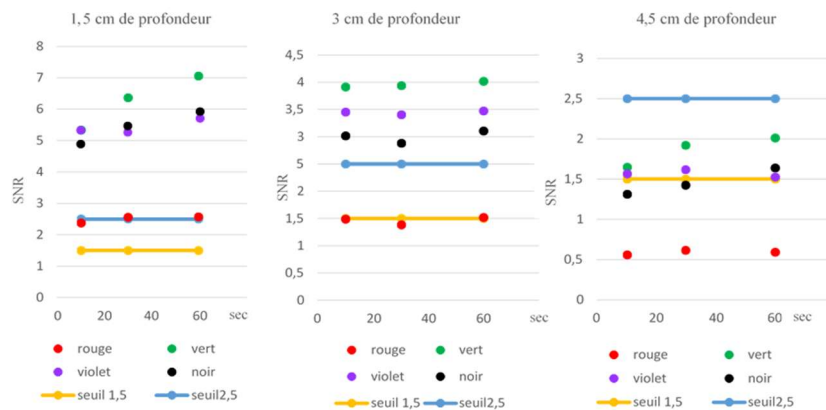 1,5 cm de profondeur
8
7
6
5
4
3
2
1
0
SNR
0 20 40 60 sec
rouge vert
violet noir
seuil 1,5 seuil2,5
3 cm de profondeur
4,5
4
3,5
3
5
2
1,5
1
0,5
0
SNR
0 20 40 60 sec
rouge vert
violet noir
seuil 1,5 seuil2,5
4,5 cm de profondeur
3
2,5
2
1,5
1
0,5
0
SNR
0 20 40 60 sec
rouge vert
violet noir
seuil 1,5 seuil2,5